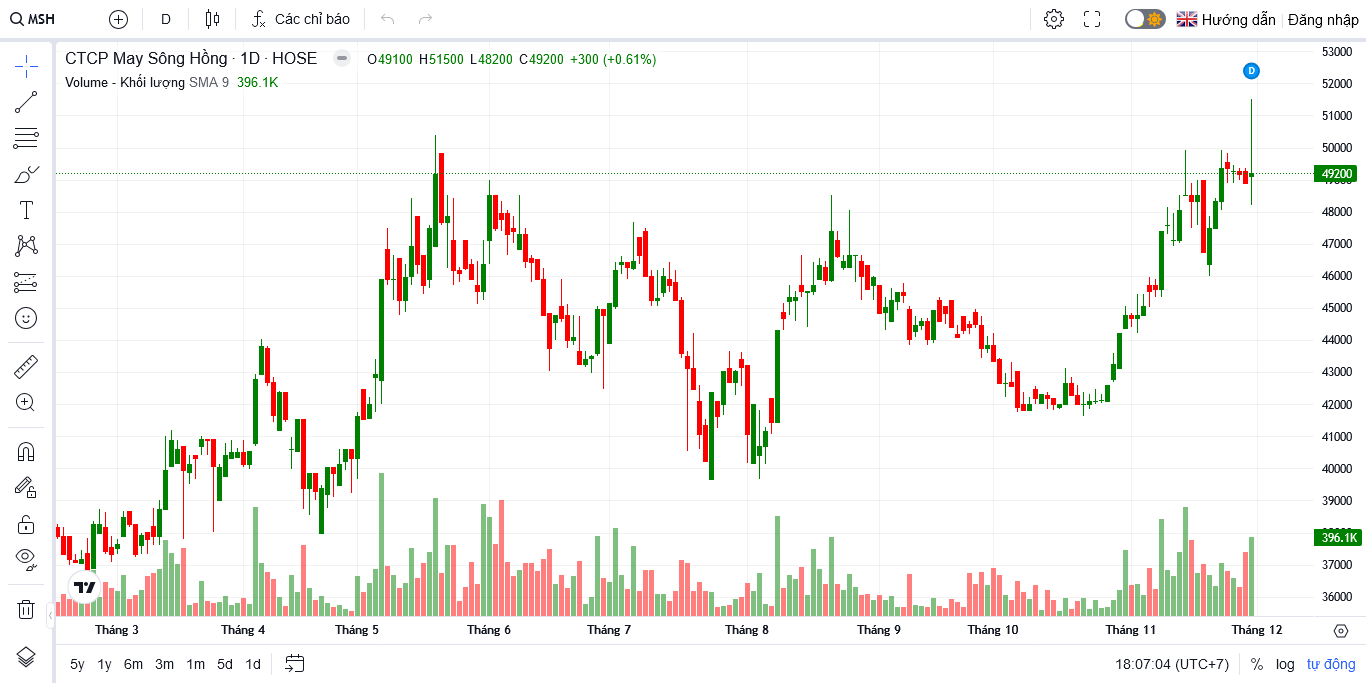 MSH D Các chỉ báo Hướng dẫn Đăng nhập
CTCP May Sông Hồng · 1D · HOSE O49100 H51500 L48200 C49200 +300 (+0.61%)
Volume - Khối lượng SMA 9 396.1K
D
53000
52000
51000
50000
49200
48000
47000
46000
45000
44000
43000
42000
41000
40000
39000
396.1K
37000
36000
Tháng 3 Tháng 4 Tháng 5 Tháng 6 Tháng 7 Tháng 8 Tháng 9 Tháng 10 Tháng 11 Tháng 12
5y 1y 6m 3m 1m 5d 1d 18:07:04 (UTC+7) % log tự động